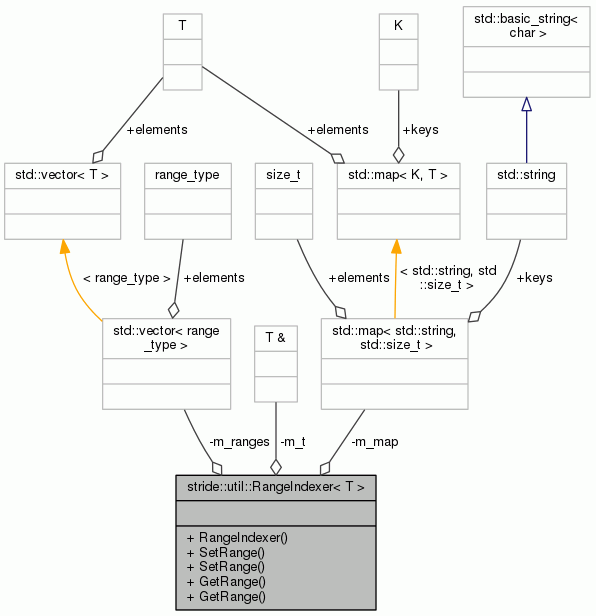 T
K
std::basic_string<
char >
+elements
+elements
+keys
std::vector< T >
range_type
size_t
std::map< K, T >
std::string
< range_type >
+elements
+elements
< std::string, std
::size_t >
+keys
std::vector< range
_type >
T &
std::map< std::string,
std::size_t >
-m_ranges
-m_t
-m_map
stride::util::RangeIndexer< T >
+ RangeIndexer()
+ SetRange()
+ SetRange()
+ GetRange()
+ GetRange()